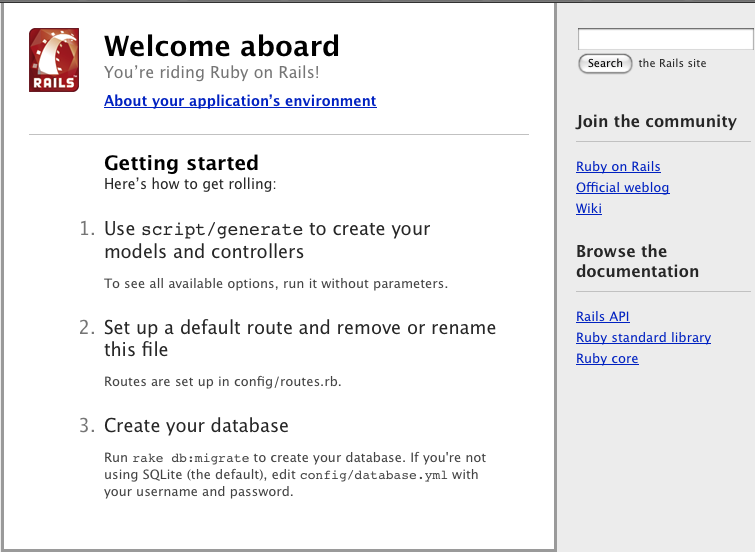 RAILS
Welcome aboard
You’re riding Ruby on Rails!
About your application’s environment
Getting started
Here’s how to get rolling:
1. Use script/generate to create your
models and controllers
To see all available options, run it without parameters.
2. Set up a default route and remove or rename
this file
Routes are set up in config/routes.rb.
3. Create your database
Run rake db:migrate to create your database. If you're not
using SQLite (the default), edit config/database.yml with
your username and password.
Search the Rails site
Join the community
Ruby on Rails
Official weblog
Wiki
Browse the
documentation
Rails API
Ruby standard library
Ruby core